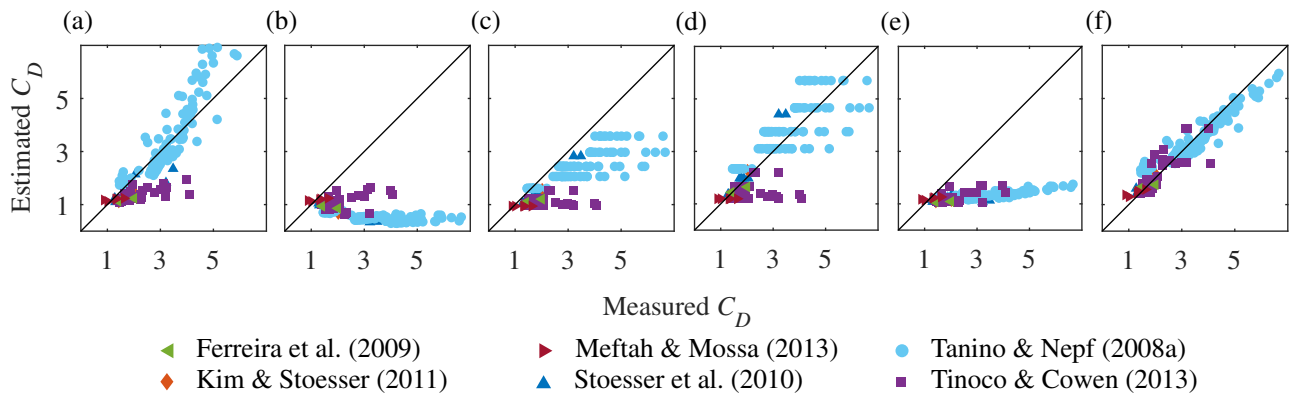 (a) (b) (c) (d) (e) (f)
5
3
1
Estimated C_D
1 3 5 1 3 5 1 3 5 1 3 5 1 3 5 1 3 5
Measured C_D
Ferreira et al. (2009) Meftah & Mossa (2013) Tanino & Nepf (2008a)
Kim & Stoesser (2011) Stoesser et al. (2010) Tinoco & Cowen (2013)